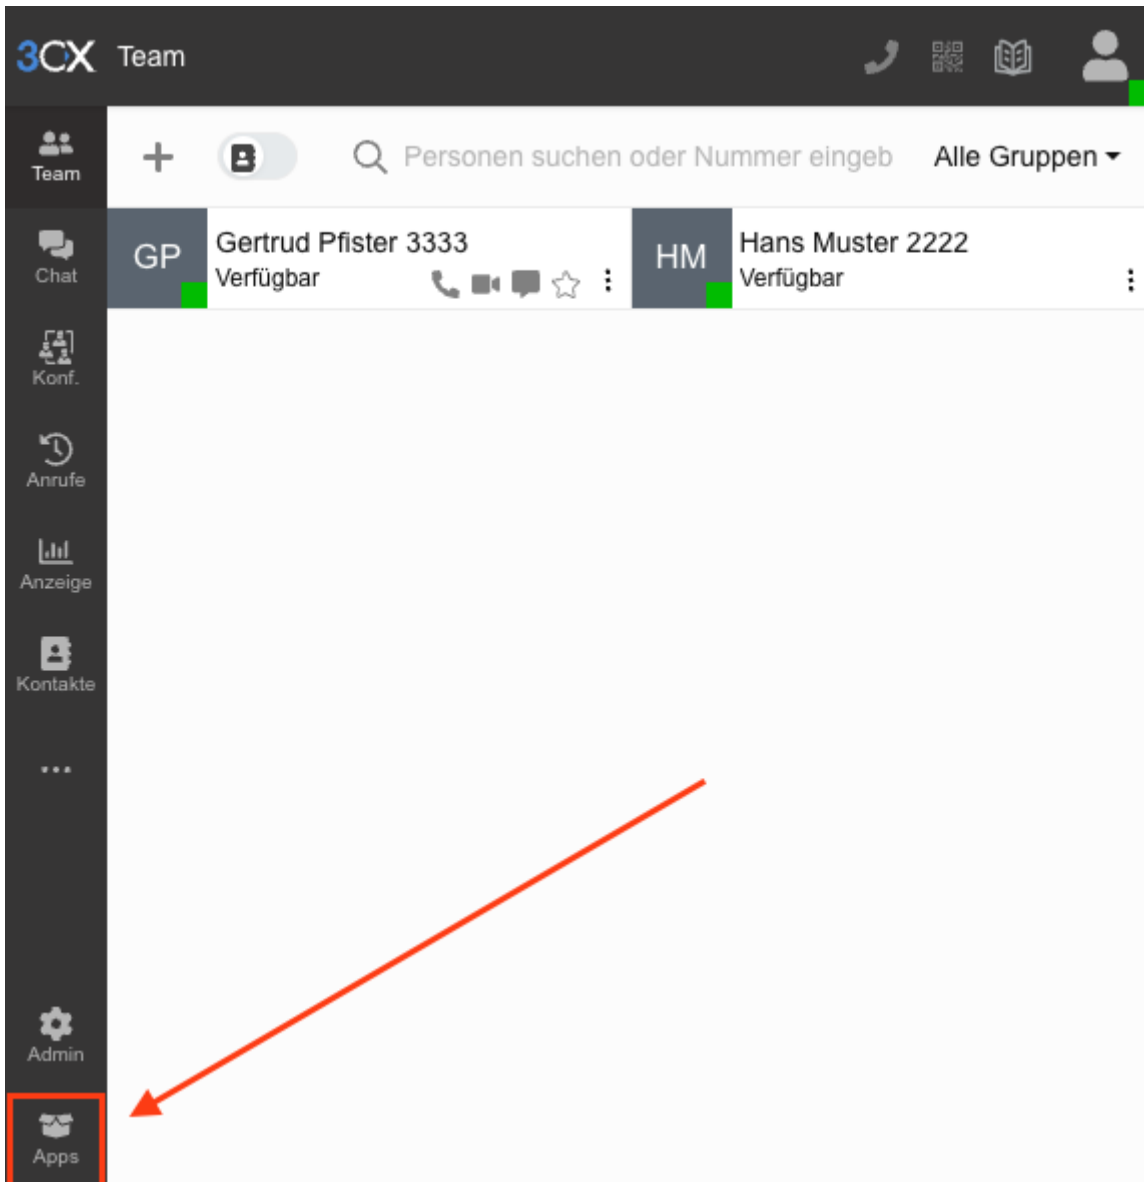 3CX Team
Team
Personen suchen oder Nummer eingeb
Alle Gruppen
Chat
GP
Gertrud Pfister 3333
Verfügbar
HM
Hans Muster 2222
Verfügbar
Konf.
Anrufe
Anzeige
Kontakte
...
Admin
Apps